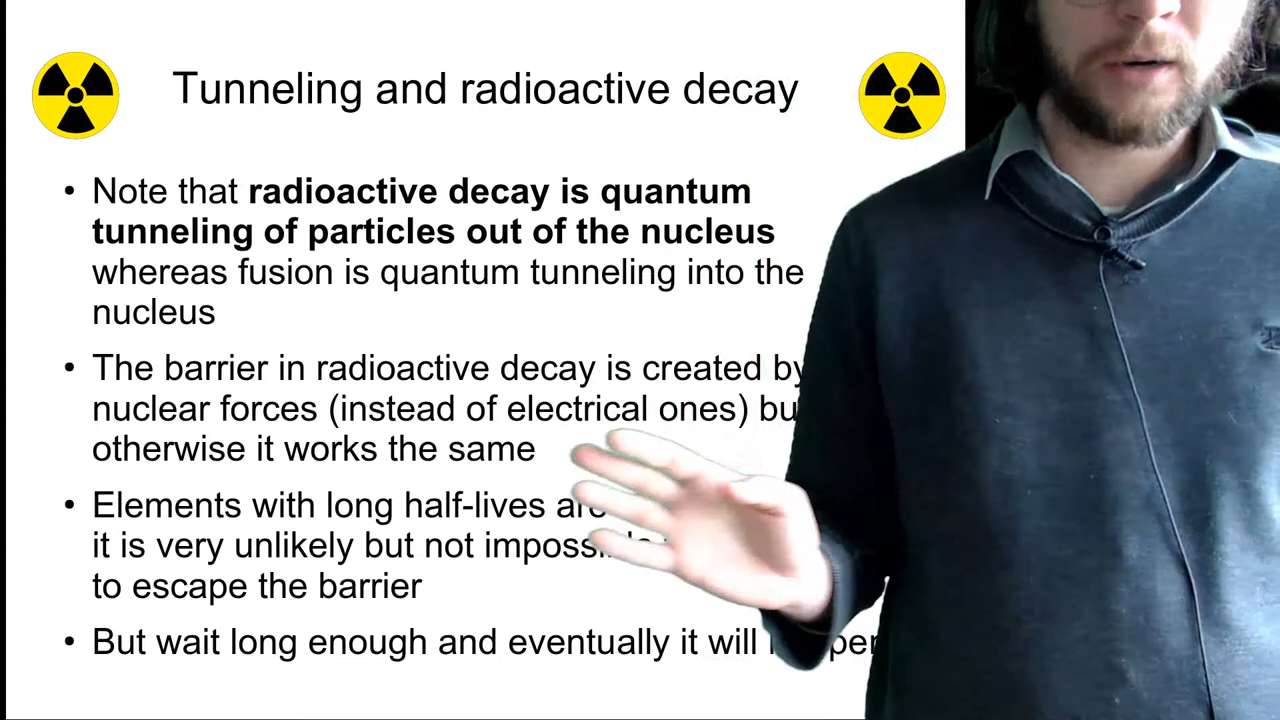 Tunneling and radioactive decay
• Note that radioactive decay is quantum
tunneling of particles out of the nucleus
whereas fusion is quantum tunneling into the
nucleus
• The barrier in radioactive decay is created by
nuclear forces (instead of electrical ones)
otherwise it works the same
• Elements with long half-lives are
it is very unlikely but not
to escape the barrier
• But wait long enough and eventually it will